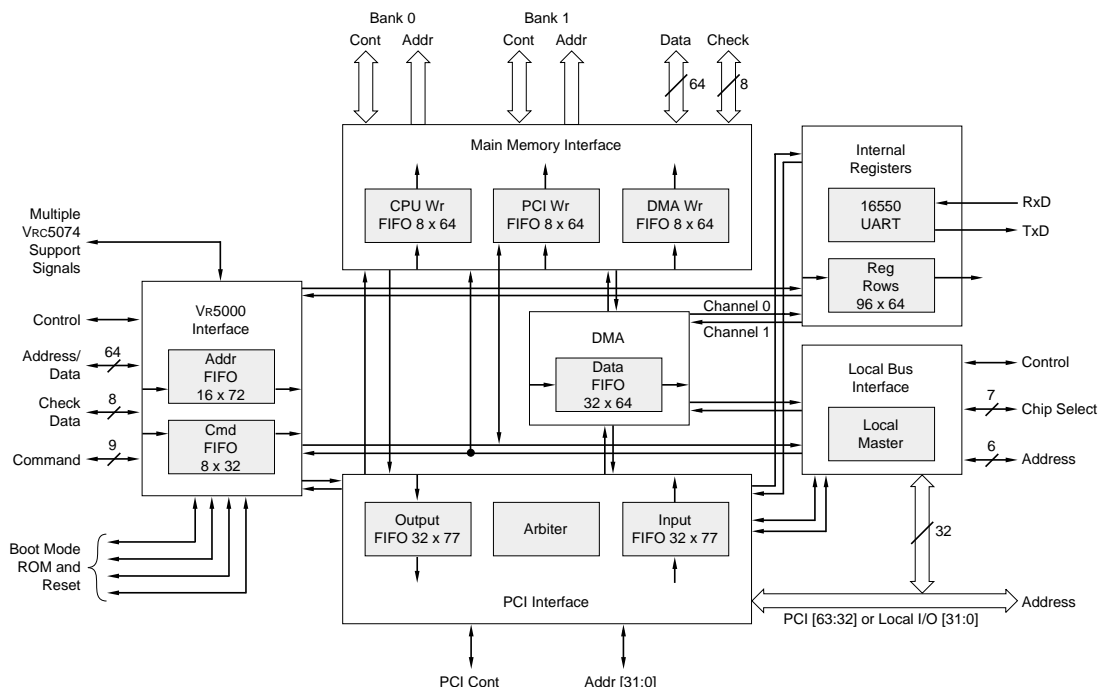 Bank 0
Bank 1
Cont
Addr
Cont
Addr
Data
Check
64
8
Main Memory Interface
CPU Wr
FIFO 8 x 64
PCI Wr
FIFO 8 x 64
DMA Wr
FIFO 8 x 64
Internal
Registers
16550
UART
RxD
TxD
Reg
Rows
96 x 64
Multiple
VRC5074
Support
Signals
VR5000
Interface
Control
Address/
Data
64
Check
Data
8
Command
9
Addr
FIFO
16 x 72
Cmd
FIFO
8 x 32
Channel 0
Channel 1
DMA
Data
FIFO
32 x 64
Local Bus
Interface
Local
Master
Control
7
Chip Select
6
Address
32
Boot Mode
ROM and
Reset
Output
FIFO 32 x 77
Arbiter
Input
FIFO 32 x 77
PCI Interface
Address
PCI [63:32] or Local I/O [31:0]
PCI Cont
Addr [31:0]